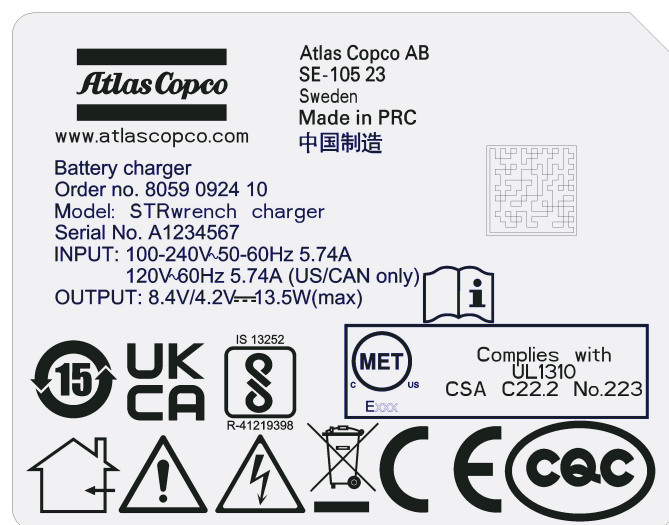 Atlas Copco
www.atlascopco.com
Atlas Copco AB
SE-105 23
Sweden
Made in PRC
中国制造
Battery charger
Order no. 8059 0924 10
Model: STRwrench charger
Serial No. A1234567
INPUT: 100-240V~50-60Hz 5.74A
120V~60Hz 5.74A (US/CAN only)
OUTPUT: 8.4V/4.2V⎓13.5W(max)
i
15
UK
CA
IS 13252
R-41219398
MET
C US
Exxx
Complies with
UL1310
CSA C22.2 No.223
CE
CQC